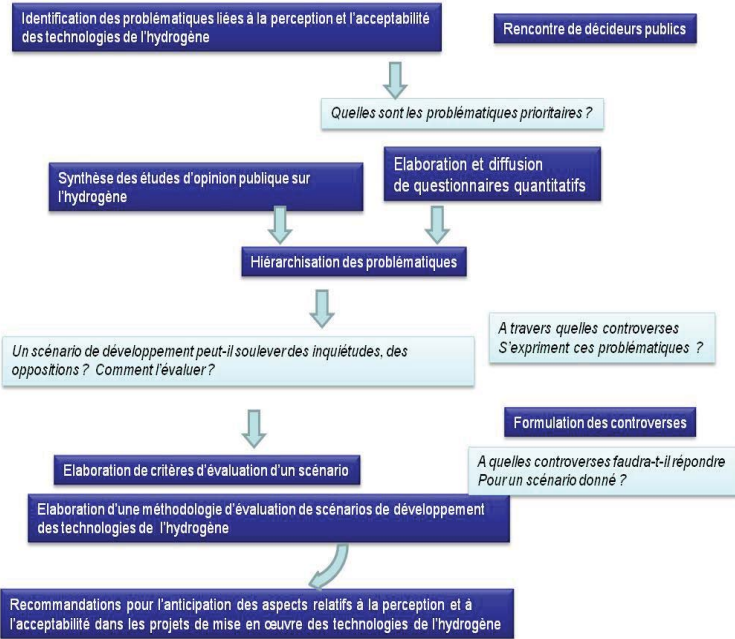 Identification des problématiques liées à la perception et l'acceptabilité
des technologies de l'hydrogène
Rencontre de décideurs publics
Quelles sont les problématiques prioritaires ?
Synthèse des études d'opinion publique sur
l'hydrogène
Elaboration et diffusion
de questionnaires quantitatifs
Hiérarchisation des problématiques
Un scénario de développement peut-il soulever des inquiétudes, des
oppositions ? Comment l'évaluer ?
A travers quelles controverses
S'expriment ces problématiques ?
Formulation des controverses
Elaboration de critères d'évaluation d'un scénario
A quelles controverses faudra-t-il répondre
Pour un scénario donné ?
Elaboration d'une méthodologie d'évaluation de scénarios de développement
des technologies de l'hydrogène
Recommandations pour l'anticipation des aspects relatifs à la perception et à
l'acceptabilité dans les projets de mise en œuvre des technologies de l'hydrogène